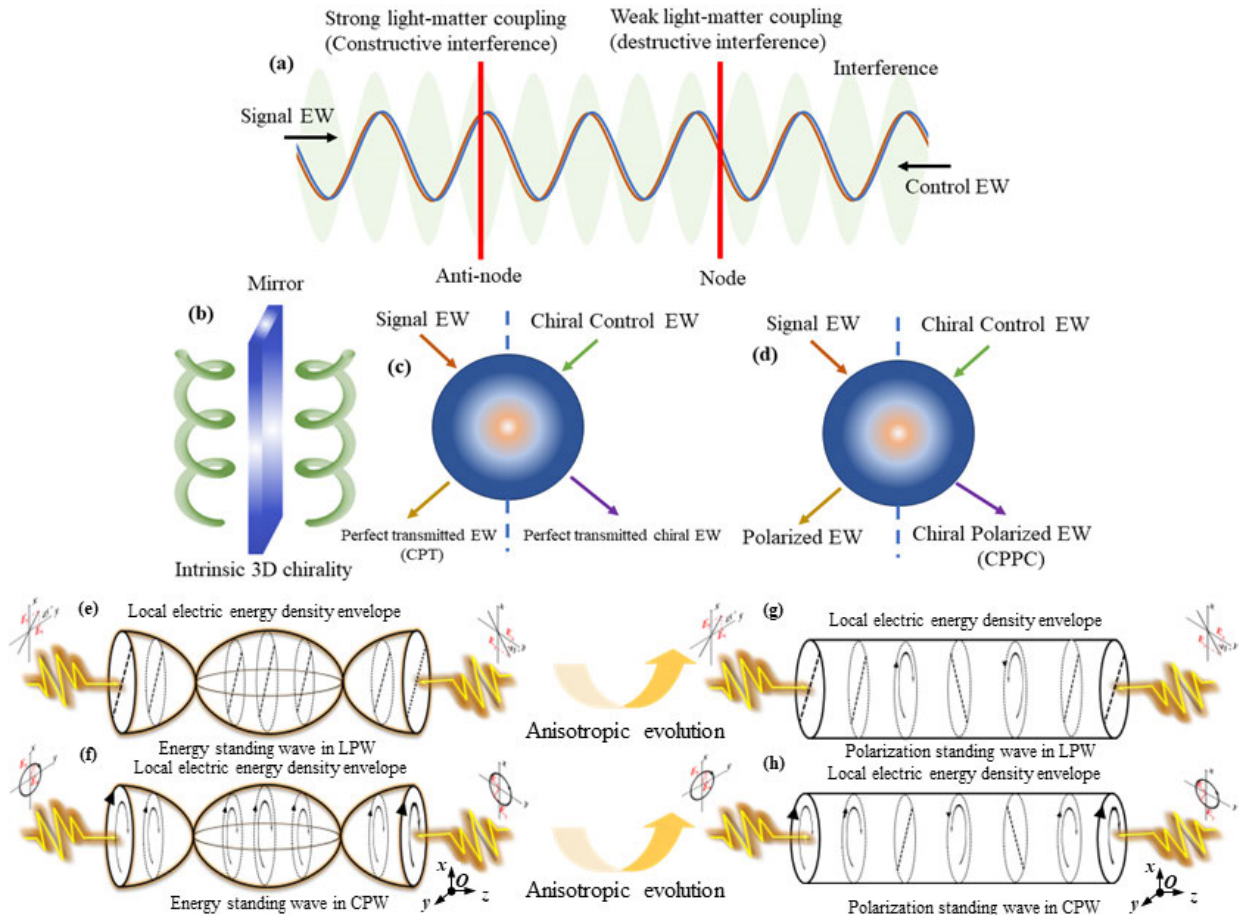 Strong light-matter coupling
(Constructive interference)
Weak light-matter coupling
(destructive interference)
(a)
Interference
Signal EW
Control EW
Anti-node
Node
Mirror
(b)
Intrinsic 3D chirality
Signal EW
Chiral Control EW
(c)
Perfect transmitted EW
(CPT)
Perfect transmitted chiral EW
Signal EW
Chiral Control EW
(d)
Polarized EW
Chiral Polarized EW
(CPPC)
(e)
Local electric energy density envelope
Energy standing wave in LPW
Anisotropic evolution
(g)
Local electric energy density envelope
Polarization standing wave in LPW
(f)
Local electric energy density envelope
Energy standing wave in CPW
x
O
z
y
Anisotropic evolution
(h)
Local electric energy density envelope
Polarization standing wave in CPW
x
O
z
y